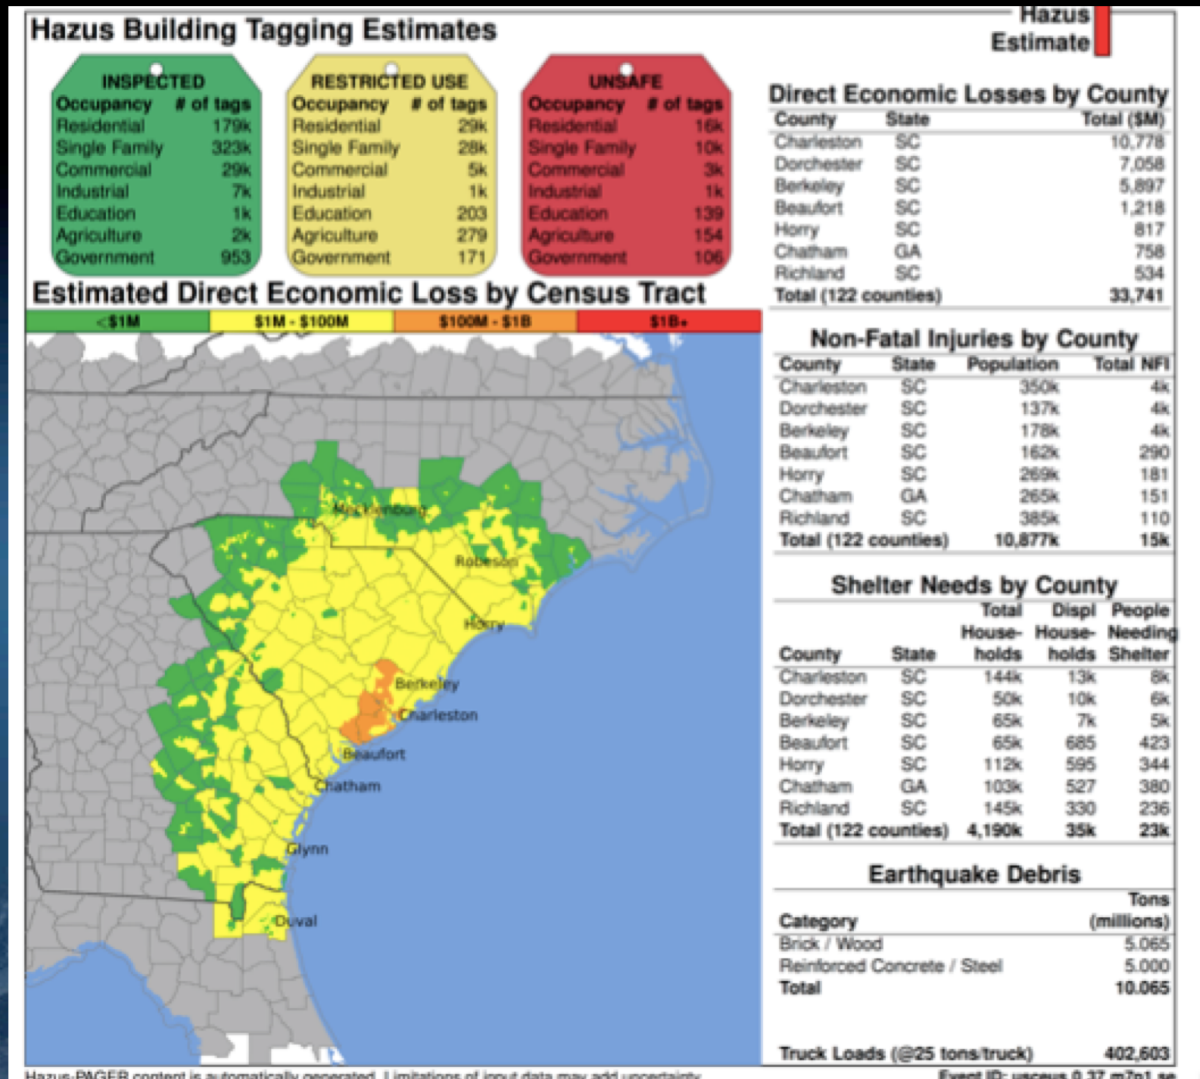 Hazus Building Tagging Estimates
INSPECTED
Occupancy # of tags
Residential 179k
Single Family 323k
Commercial 29k
Industrial 7k
Education 1k
Agriculture 2k
Government 953
RESTRICTED USE
Occupancy # of tags
Residential 29k
Single Family 28k
Commercial 5k
Industrial 1k
Education 203
Agriculture 279
Government 171
UNSAFE
Occupancy # of tags
Residential 16k
Single Family 10k
Commercial 3k
Industrial 1k
Education 139
Agriculture 154
Government 106
Estimated Direct Economic Loss by Census Tract
<$1M $1M - $100M $100M - $1B $1B+
Mecklenburg
Robeson
Horry
Berkeley
Charleston
Beaufort
Chatham
Glynn
Duval
Hazus
Estimate
Direct Economic Losses by County
County State Total ($M)
Charleston SC 10,778
Dorchester SC 7,058
Berkeley SC 5,897
Beaufort SC 1,218
Horry SC 817
Chatham GA 758
Richland SC 534
Total (122 counties) 33,741
Non-Fatal Injuries by County
County State Population Total NFI
Charleston SC 350k 4k
Dorchester SC 137k 4k
Berkeley SC 178k 4k
Beaufort SC 162k 290
Horry SC 269k 181
Chatham GA 265k 151
Richland SC 385k 110
Total (122 counties) 10,877k 15k
Shelter Needs by County
Total Displ People
House- House- Needing
County State holds holds Shelter
Charleston SC 144k 13k 8k
Dorchester SC 50k 10k 6k
Berkeley SC 65k 7k 5k
Beaufort SC 65k 685 423
Horry SC 112k 595 344
Chatham GA 103k 527 380
Richland SC 145k 330 236
Total (122 counties) 4,190k 35k 23k
Earthquake Debris
Tons
Category (millions)
Brick / Wood 5.065
Reinforced Concrete / Steel 5.000
Total 10.065
Truck Loads (@25 tons/truck) 402,603
Hazus-PAGER content is automatically generated. Limitations of input data may add uncertainty.
Event ID: